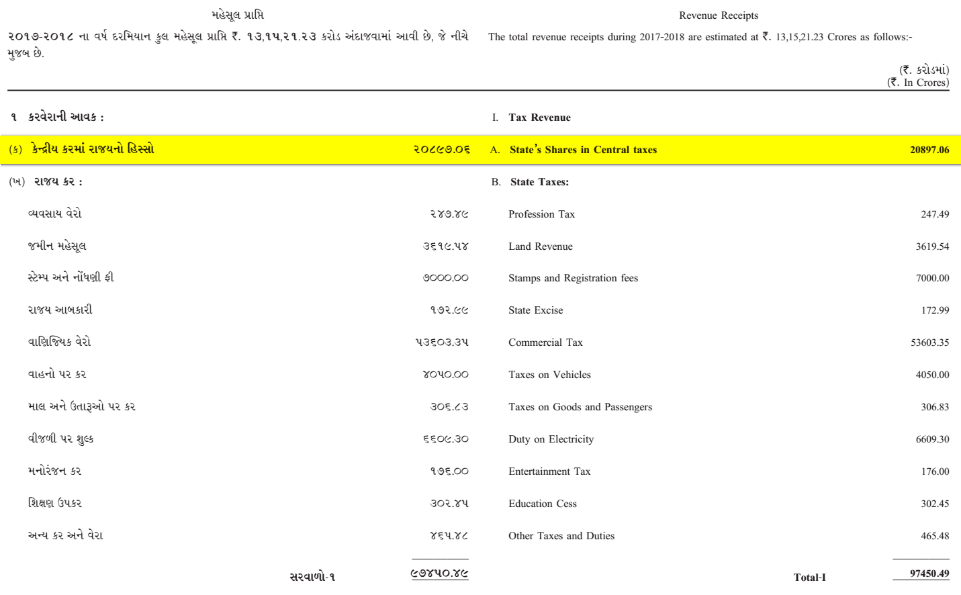 મહેસૂલ પ્રાપ્તિ Revenue Receipts
૨૦૧૭-૨૦૧૮ ના વર્ષ દરમિયાન કુલ મહેસૂલ પ્રાપ્તિ ₹. ૧૩,૧૫,૨૧.૨૩ કરોડ અંદાજવામાં આવી છે, જે નીચે The total revenue receipts during 2017-2018 are estimated at ₹. 13,15,21.23 Crores as follows:-
મુજબ છે.
(₹. કરોડમાં)
(₹. In Crores)
૧ કરવેરાની આવક : I. Tax Revenue
(ક) કેન્દ્રીય કરમાં રાજયનો હિસ્સો ૨૦૮૯૭.૦૬ A. State's Shares in Central taxes 20897.06
(ખ) રાજય કર : B. State Taxes:
વ્યવસાય વેરો ૨૪૭.૪૯ Profession Tax 247.49
જમીન મહેસૂલ ૩૬૧૯.૫૪ Land Revenue 3619.54
સ્ટેમ્પ અને નોંધણી ફી ૭૦૦૦.૦૦ Stamps and Registration fees 7000.00
રાજય આબકારી ૧૭૨.૯૯ State Excise 172.99
વાણિજ્યિક વેરો ૫૩૬૦૩.૩૫ Commercial Tax 53603.35
વાહનો પર કર ૪૦૫૦.૦૦ Taxes on Vehicles 4050.00
માલ અને ઉતારૂઓ પર કર ૩૦૬.૮૩ Taxes on Goods and Passengers 306.83
વીજળી પર શુલ્ક ૬૬૦૯.૩૦ Duty on Electricity 6609.30
મનોરંજન કર ૧૭૬.૦૦ Entertainment Tax 176.00
શિક્ષણ ઉપકર ૩૦૨.૪૫ Education Cess 302.45
અન્ય કર અને વેરા ૪૬૫.૪૮ Other Taxes and Duties 465.48
સરવાળો-૧ ૯૭૪૫૦.૪૯ Total-I 97450.49